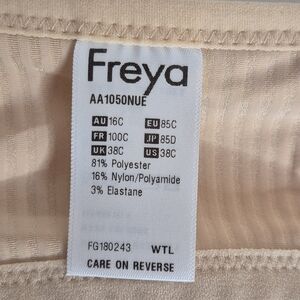 Freya
AA1050NUE
AU 16C EU 85C
FR 100C JP 85D
UK 38C US 38C
81% Polyester
16% Nylon/Polyamide
3% Elastane
FG180243 WTL
CARE ON REVERSE